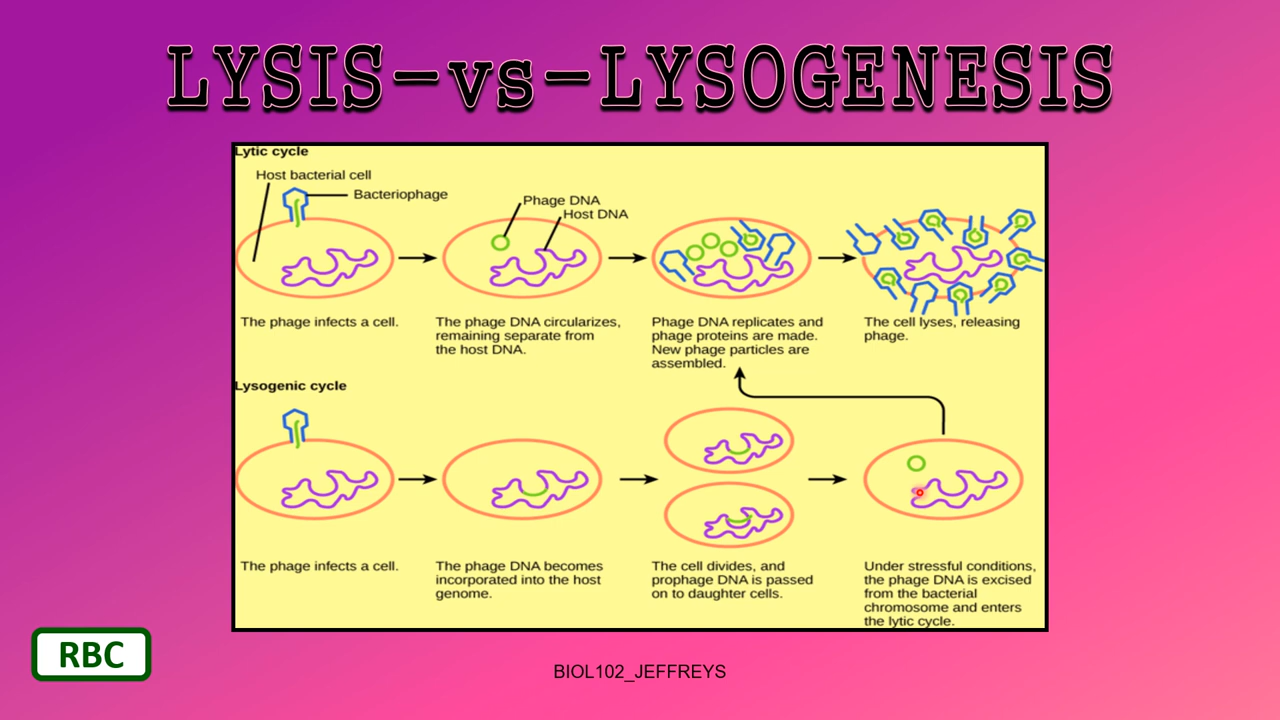 LYSIS-vs-LYSOGENESIS
Lytic cycle
Host bacterial cell
Bacteriophage
Phage DNA
Host DNA
The phage infects a cell.
The phage DNA circularizes,
remaining separate from
the host DNA.
Phage DNA replicates and
phage proteins are made.
New phage particles are
assembled.
The cell lyses, releasing
phage.
Lysogenic cycle
The phage infects a cell.
The phage DNA becomes
incorporated into the host
genome.
The cell divides, and
prophage DNA is passed
on to daughter cells.
Under stressful conditions,
the phage DNA is excised
from the bacterial
chromosome and enters
the lytic cycle.
RBC
BIOL102_JEFFREYS